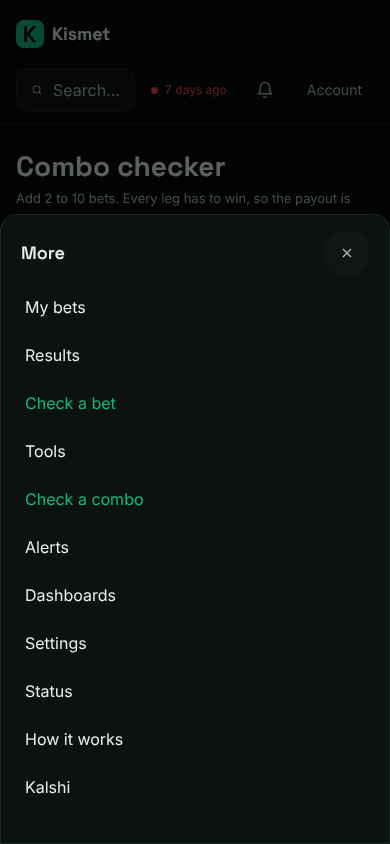 Kismet
Search...
7 days ago
Account
Combo checker
Add 2 to 10 bets. Every leg has to win, so the payout is
More
My bets
Results
Check a bet
Tools
Check a combo
Alerts
Dashboards
Settings
Status
How it works
Kalshi